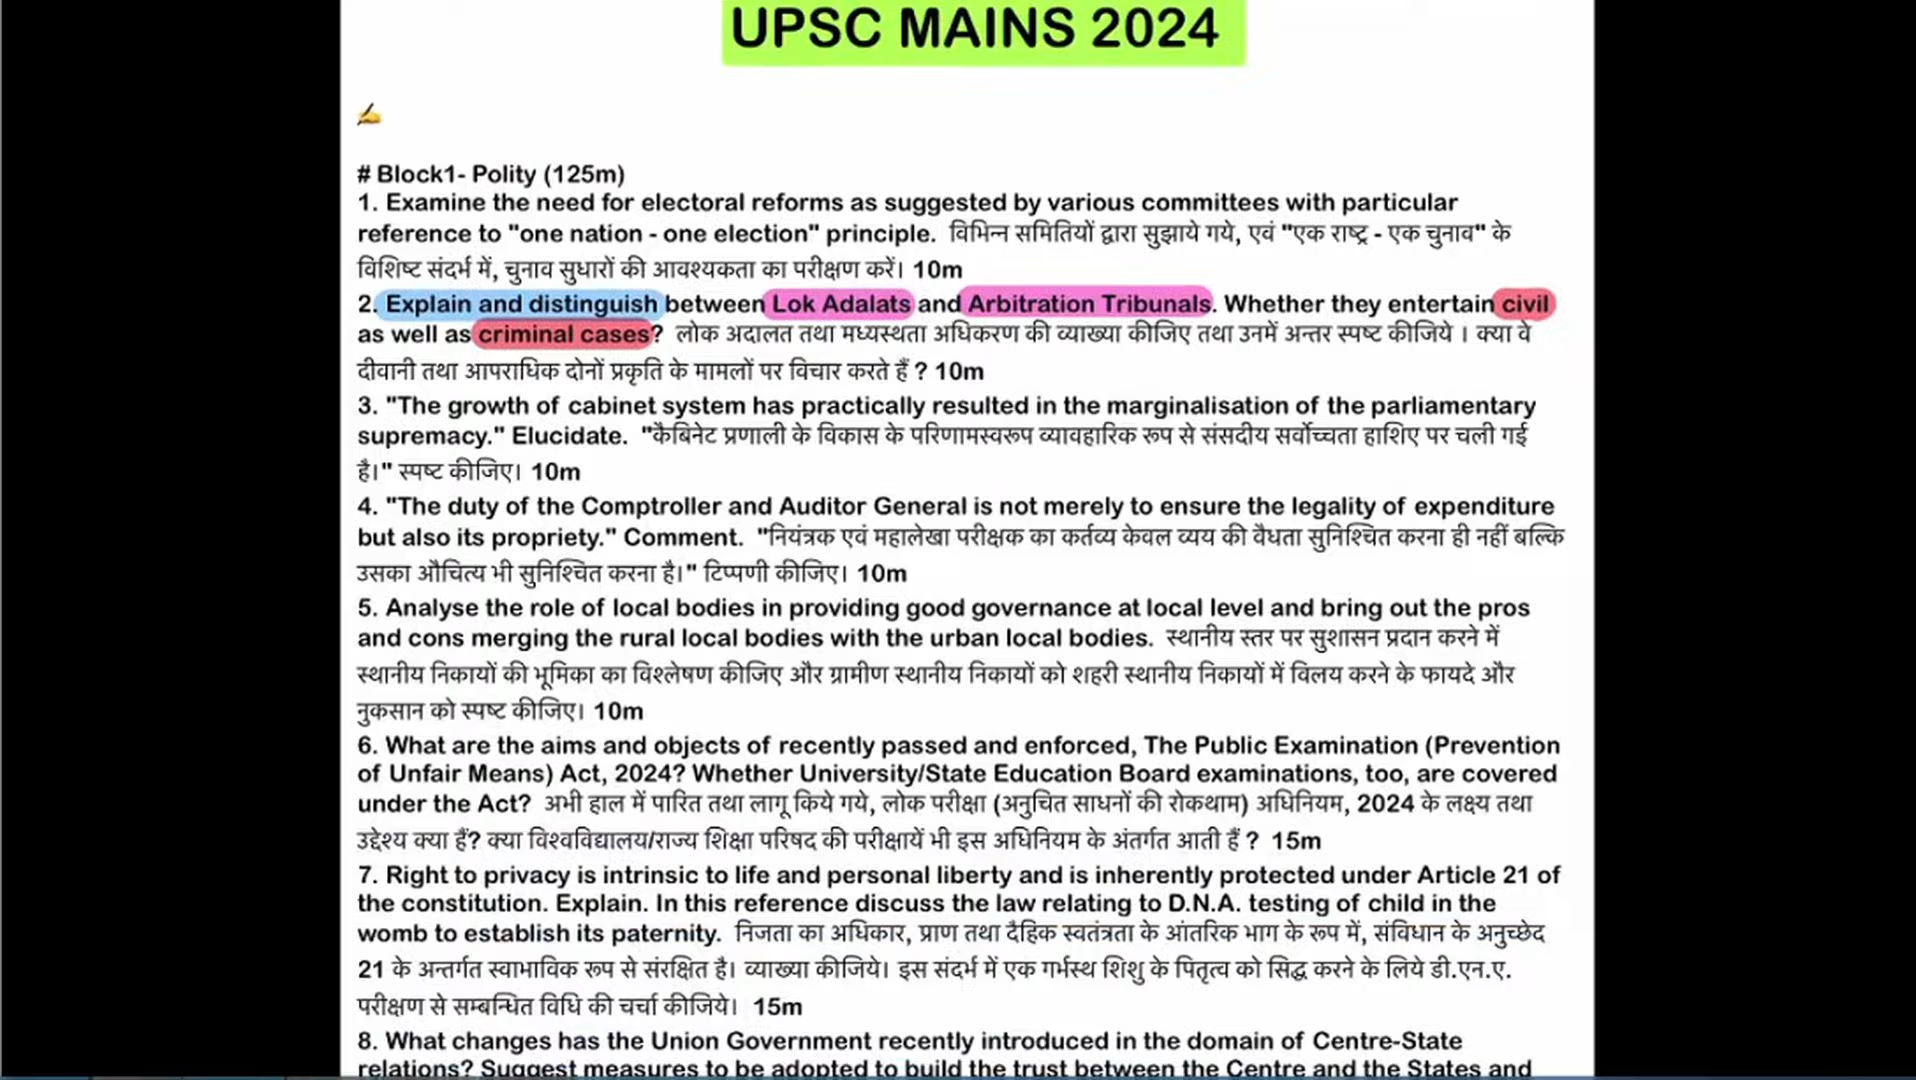 UPSC MAINS 2024
# Block1- Polity (125m)
1. Examine the need for electoral reforms as suggested by various committees with particular
reference to "one nation - one election" principle. विभिन्न समितियों द्वारा सुझाये गये, एवं "एक राष्ट्र - एक चुनाव" के
विशिष्ट संदर्भ में, चुनाव सुधारों की आवश्यकता का परीक्षण करें। 10m
2. Explain and distinguish between Lok Adalats and Arbitration Tribunals. Whether they entertain civil
as well as criminal cases? लोक अदालत तथा मध्यस्थता अधिकरण की व्याख्या कीजिए तथा उनमें अन्तर स्पष्ट कीजिये । क्या वे
दीवानी तथा आपराधिक दोनों प्रकृति के मामलों पर विचार करते हैं ? 10m
3. "The growth of cabinet system has practically resulted in the marginalisation of the parliamentary
supremacy." Elucidate. "कैबिनेट प्रणाली के विकास के परिणामस्वरूप व्यावहारिक रूप से संसदीय सर्वोच्चता हाशिए पर चली गई
है।" स्पष्ट कीजिए। 10m
4. "The duty of the Comptroller and Auditor General is not merely to ensure the legality of expenditure
but also its propriety." Comment. "नियंत्रक एवं महालेखा परीक्षक का कर्तव्य केवल व्यय की वैधता सुनिश्चित करना ही नहीं बल्कि
उसका औचित्य भी सुनिश्चित करना है।" टिप्पणी कीजिए। 10m
5. Analyse the role of local bodies in providing good governance at local level and bring out the pros
and cons merging the rural local bodies with the urban local bodies. स्थानीय स्तर पर सुशासन प्रदान करने में
स्थानीय निकायों की भूमिका का विश्लेषण कीजिए और ग्रामीण स्थानीय निकायों को शहरी स्थानीय निकायों में विलय करने के फायदे और
नुकसान को स्पष्ट कीजिए। 10m
6. What are the aims and objects of recently passed and enforced, The Public Examination (Prevention
of Unfair Means) Act, 2024? Whether University/State Education Board examinations, too, are covered
under the Act? अभी हाल में पारित तथा लागू किये गये, लोक परीक्षा (अनुचित साधनों की रोकथाम) अधिनियम, 2024 के लक्ष्य तथा
उद्देश्य क्या हैं? क्या विश्वविद्यालय/राज्य शिक्षा परिषद की परीक्षायें भी इस अधिनियम के अंतर्गत आती हैं ? 15m
7. Right to privacy is intrinsic to life and personal liberty and is inherently protected under Article 21 of
the constitution. Explain. In this reference discuss the law relating to D.N.A. testing of child in the
womb to establish its paternity. निजता का अधिकार, प्राण तथा दैहिक स्वतंत्रता के आंतरिक भाग के रूप में, संविधान के अनुच्छेद
21 के अन्तर्गत स्वाभाविक रूप से संरक्षित है। व्याख्या कीजिये। इस संदर्भ में एक गर्भस्थ शिशु के पितृत्व को सिद्ध करने के लिये डी.एन.ए.
परीक्षण से सम्बन्धित विधि की चर्चा कीजिये। 15m
8. What changes has the Union Government recently introduced in the domain of Centre-State
relations? Suggest measures to be adopted to build the trust between the Centre and the States and